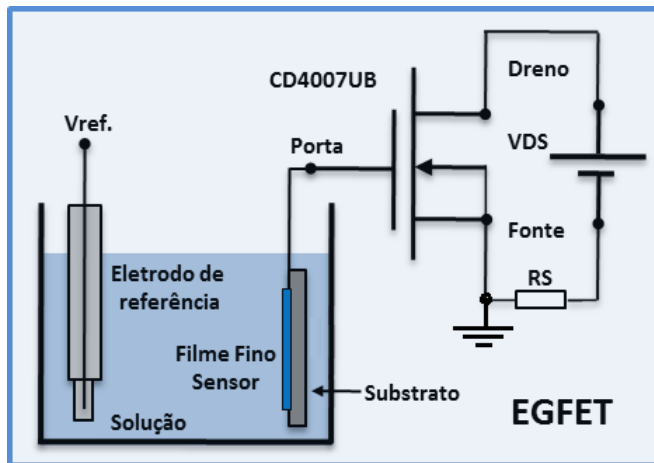 CD4007UB
Dreno
Vref.
Porta
VDS
Eletrodo de
referência
Fonte
RS
Filme Fino
Sensor
Substrato
Solução
EGFET